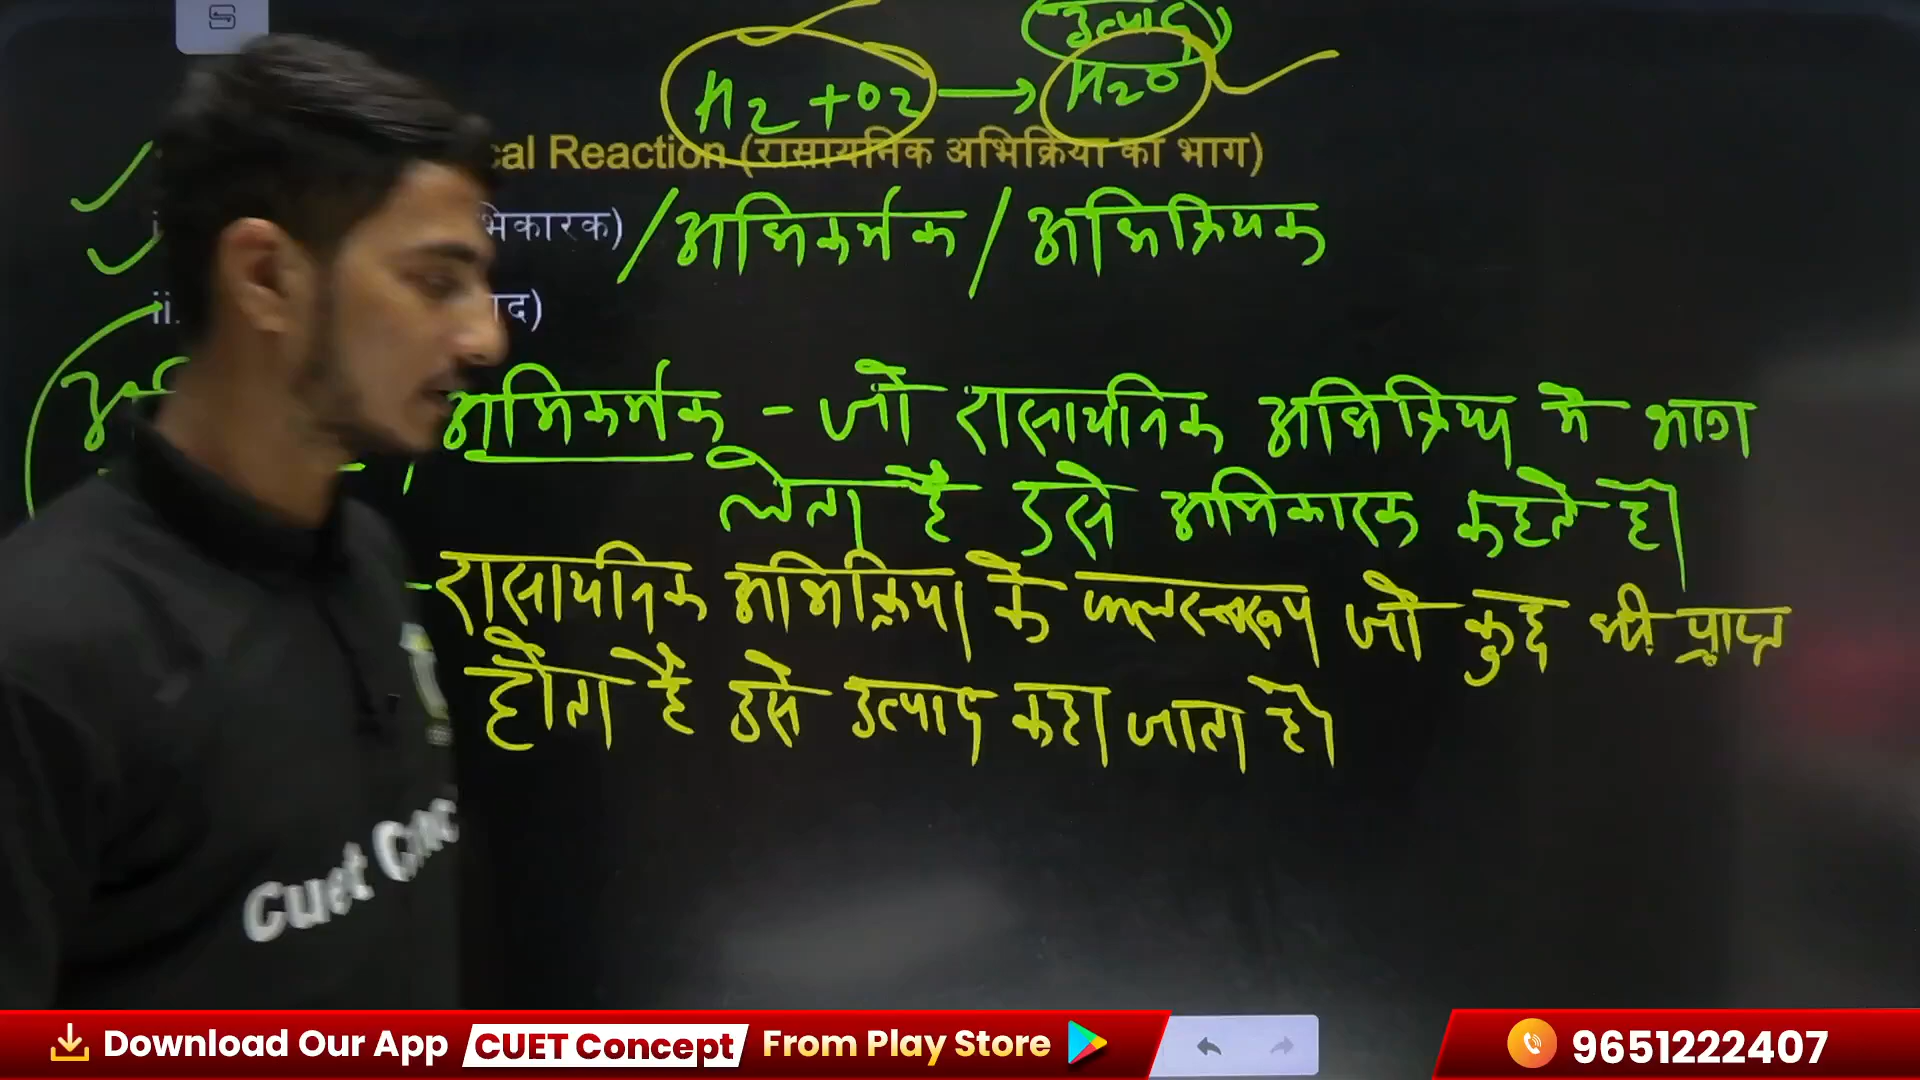 उत्पाद
H2 + O2 → H2O
cal Reaction (रासायनिक अभिक्रिया का भाग)
i
भिकारक) / अभिकर्मक / अभिक्रियक
ii. ाद)
अभिकर्मक - जो रासायनिक अभिक्रिया मे भाग
लेता है उसे अभिकारक कहते है।
- रासायनिक अभिक्रिया के फलस्वरूप जो कुछ भी प्राप्त
होता है उसे उत्पाद कहा जाता है।
Cuet Cnc
Download Our App CUET Concept From Play Store
9651222407